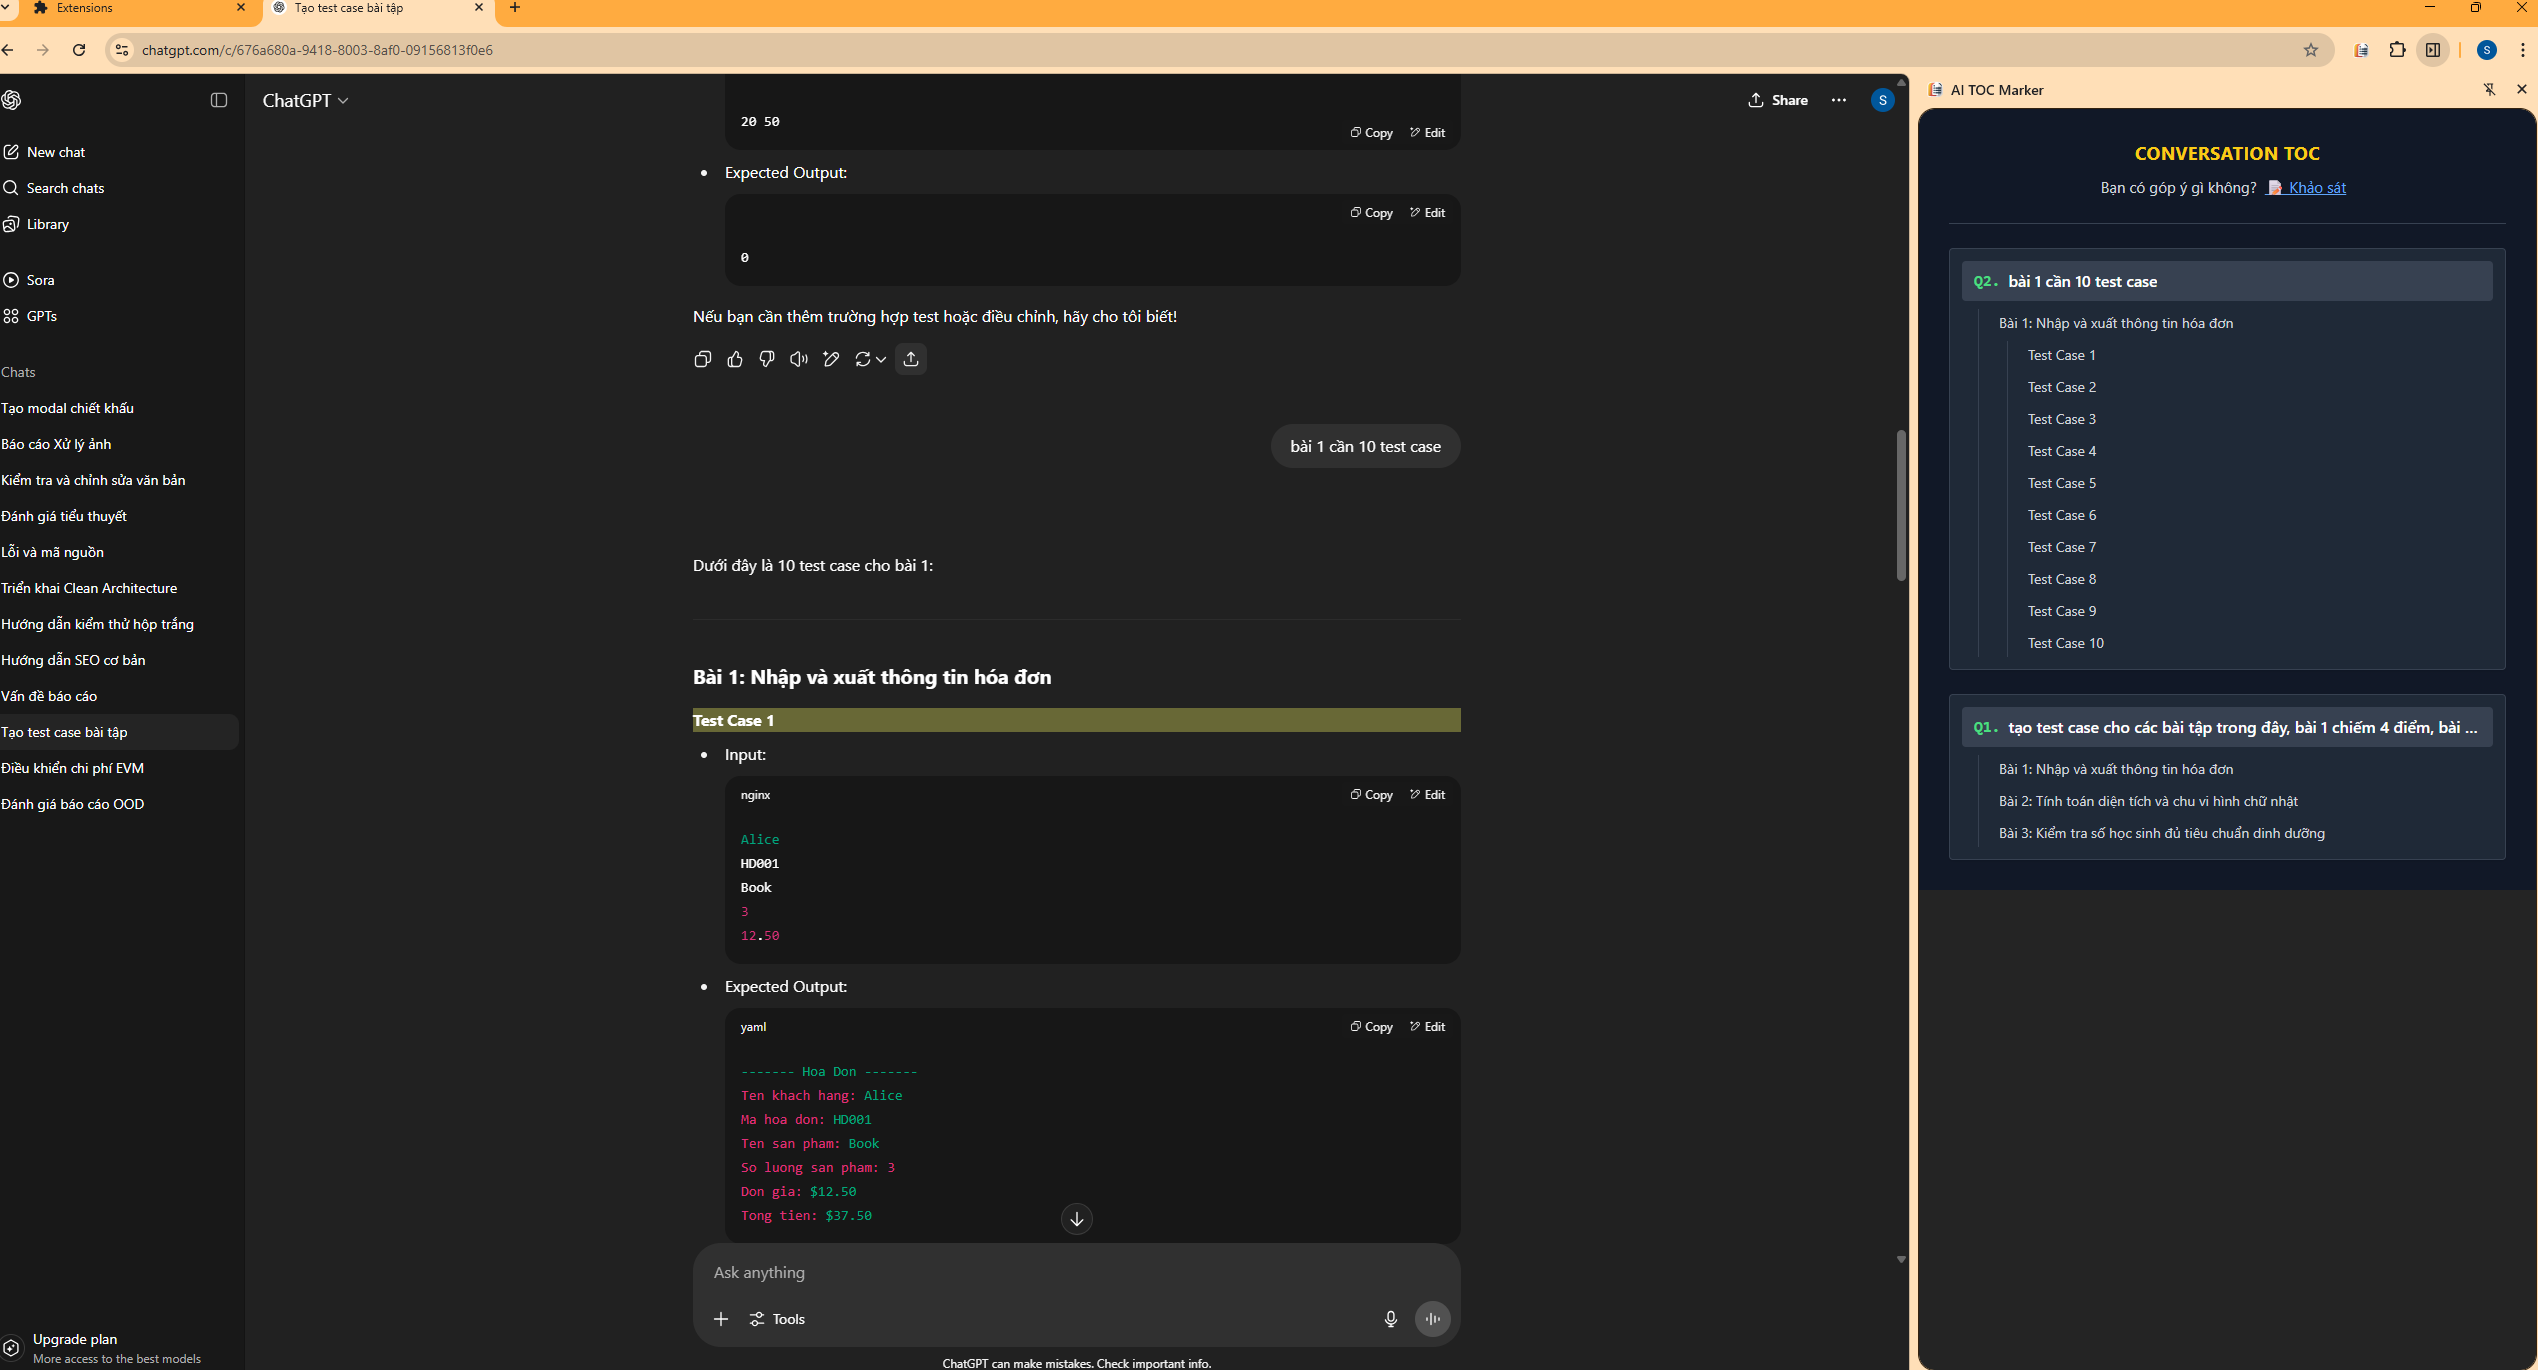 Extensions
Tạo test case bài tập
chatgpt.com/c/676a680a-9418-8003-8af0-09156813f0e6
S
New chat
Search chats
Library
Sora
GPTs
Chats
Tạo modal chiết khấu
Báo cáo Xử lý ảnh
Kiểm tra và chỉnh sửa văn bản
Đánh giá tiểu thuyết
Lỗi và mã nguồn
Triển khai Clean Architecture
Hướng dẫn kiểm thử hộp trắng
Hướng dẫn SEO cơ bản
Vấn đề báo cáo
Tạo test case bài tập
Điều khiển chi phí EVM
Đánh giá báo cáo OOD
Upgrade plan
More access to the best models
ChatGPT
Share
S
20 50
Copy Edit
Expected Output:
Copy Edit
0
Nếu bạn cần thêm trường hợp test hoặc điều chỉnh, hãy cho tôi biết!
bài 1 cần 10 test case
Dưới đây là 10 test case cho bài 1:
Bài 1: Nhập và xuất thông tin hóa đơn
Test Case 1
Input:
nginx
Copy Edit
Alice
HD001
Book
3
12.50
Expected Output:
yaml
Copy Edit
------- Hoa Don -------
Ten khach hang: Alice
Ma hoa don: HD001
Ten san pham: Book
So luong san pham: 3
Don gia: $12.50
Tong tien: $37.50
Ask anything
Tools
ChatGPT can make mistakes. Check important info.
AI TOC Marker
CONVERSATION TOC
Bạn có góp ý gì không? Khảo sát
Q2. bài 1 cần 10 test case
Bài 1: Nhập và xuất thông tin hóa đơn
Test Case 1
Test Case 2
Test Case 3
Test Case 4
Test Case 5
Test Case 6
Test Case 7
Test Case 8
Test Case 9
Test Case 10
Q1. tạo test case cho các bài tập trong đây, bài 1 chiếm 4 điểm, bài ...
Bài 1: Nhập và xuất thông tin hóa đơn
Bài 2: Tính toán diện tích và chu vi hình chữ nhật
Bài 3: Kiểm tra số học sinh đủ tiêu chuẩn dinh dưỡng